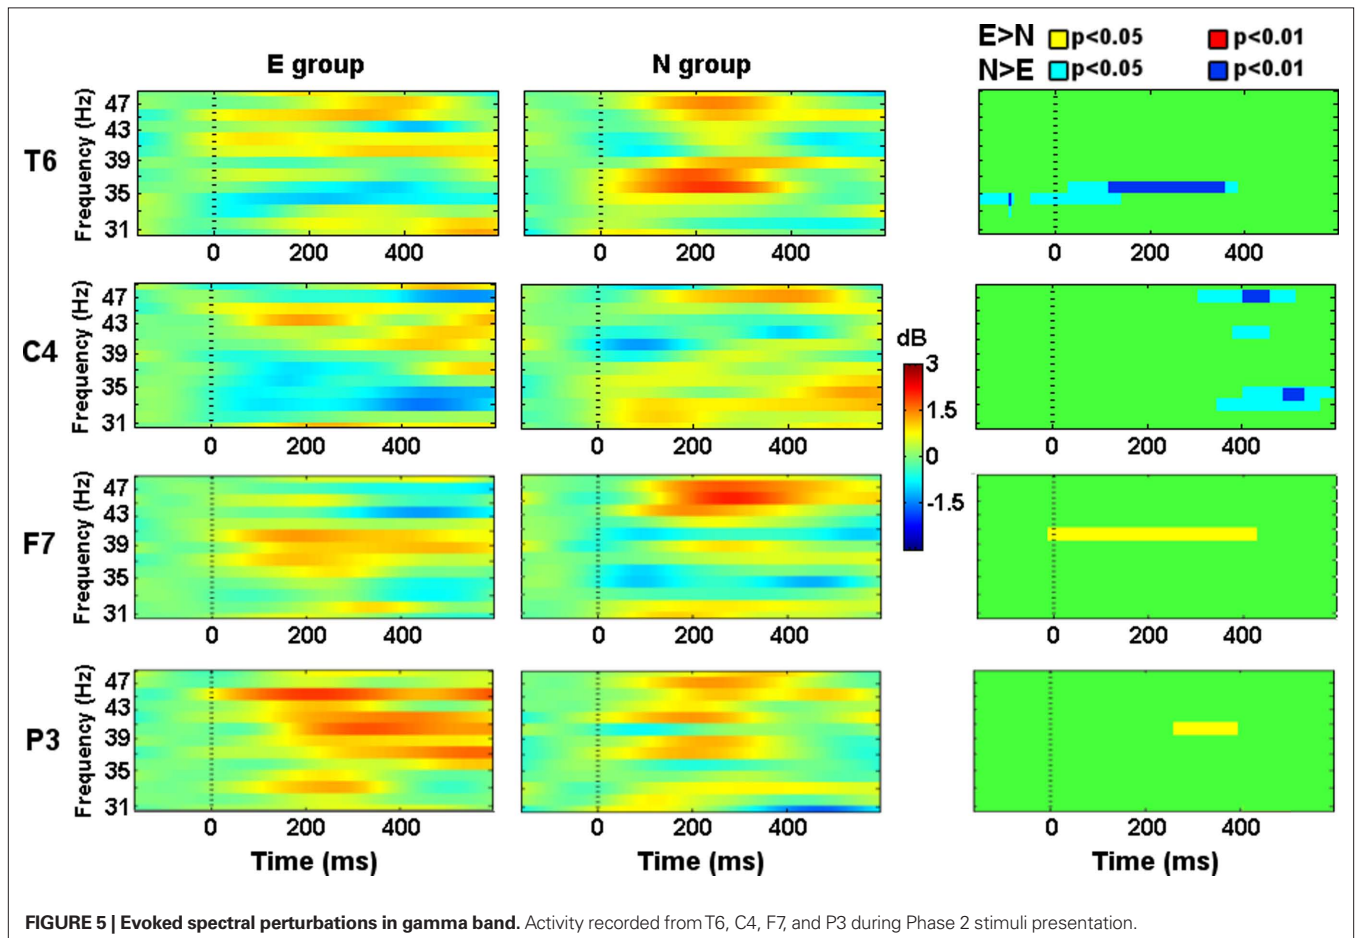 E>N p<0.05 p<0.01
N>E p<0.05 p<0.01
E group N group
T6
Frequency (Hz)
47
43
39
35
31
0 200 400
0 200 400
0 200 400
C4
Frequency (Hz)
47
43
39
35
31
0 200 400
0 200 400
0 200 400
dB
3
1.5
0
-1.5
F7
Frequency (Hz)
47
43
39
35
31
0 200 400
0 200 400
0 200 400
P3
Frequency (Hz)
47
43
39
35
31
0 200 400
0 200 400
0 200 400
Time (ms) Time (ms) Time (ms)
FIGURE 5 | Evoked spectral perturbations in gamma band. Activity recorded from T6, C4, F7, and P3 during Phase 2 stimuli presentation.